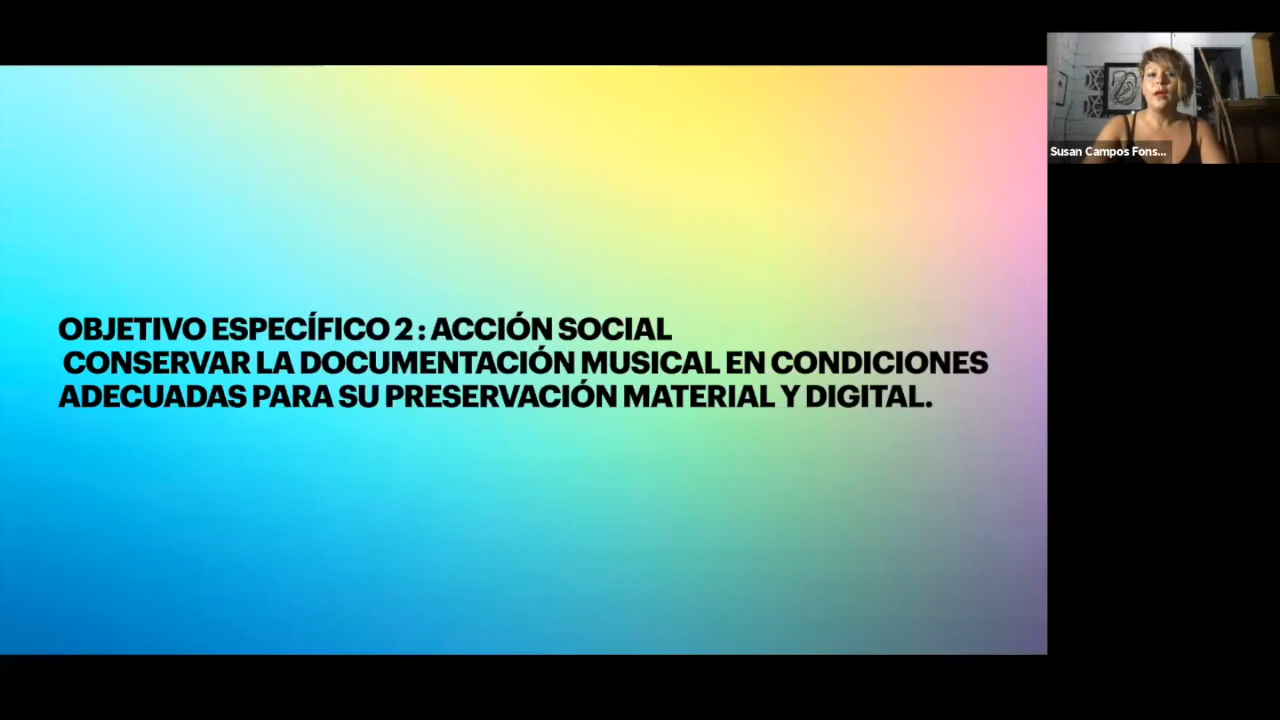 OBJETIVO ESPECÍFICO 2 : ACCIÓN SOCIAL
CONSERVAR LA DOCUMENTACIÓN MUSICAL EN CONDICIONES
ADECUADAS PARA SU PRESERVACIÓN MATERIAL Y DIGITAL.
Susan Campos Fons...